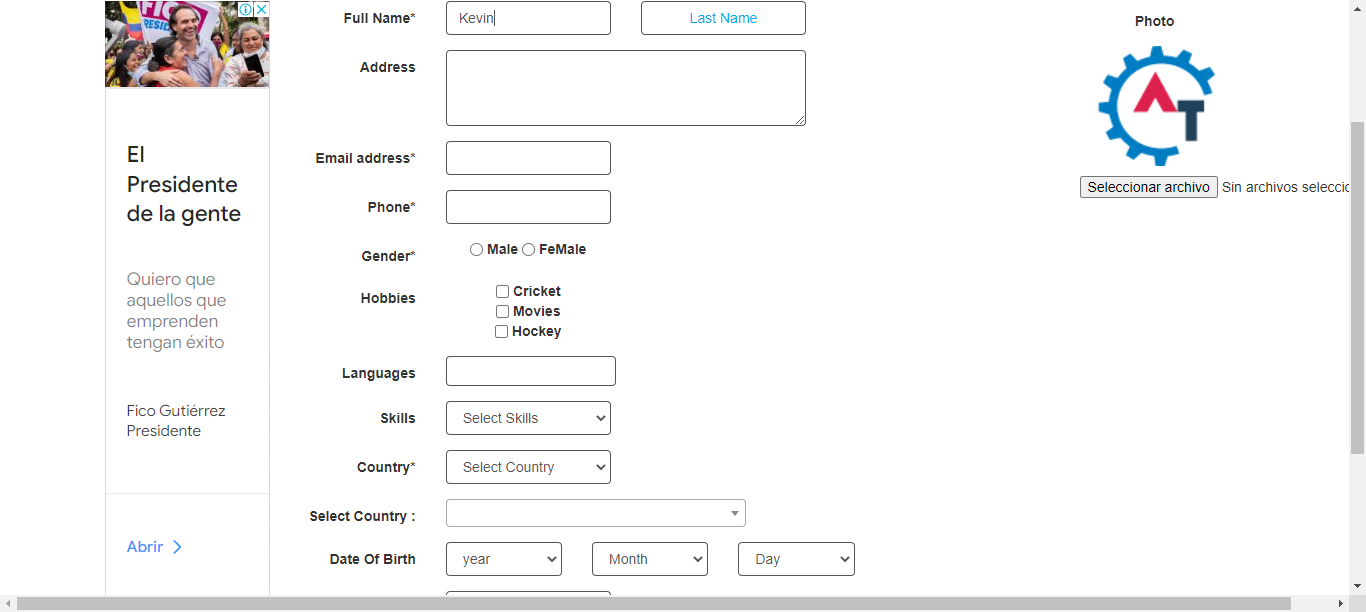 FICO
PRESIDEN
El
Presidente
de la gente
Quiero que
aquellos que
emprenden
tengan éxito
Fico Gutiérrez
Presidente
Abrir
Full Name*
Kevin
Last Name
Address
Email address*
Phone*
Gender*
Male FeMale
Hobbies
Cricket
Movies
Hockey
Languages
Skills
Select Skills
Country*
Select Country
Select Country :
Date Of Birth
year
Month
Day
Photo
AT
Seleccionar archivo Sin archivos selecci